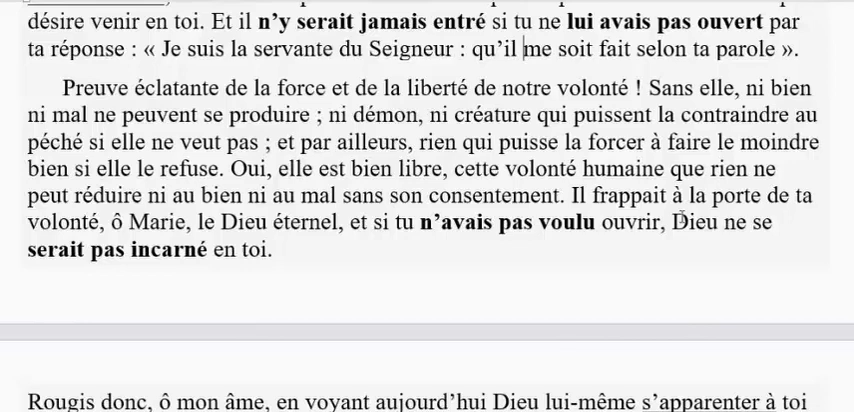 désire venir en toi. Et il n’y serait jamais entré si tu ne lui avais pas ouvert par
ta réponse : « Je suis la servante du Seigneur : qu’il me soit fait selon ta parole ».
Preuve éclatante de la force et de la liberté de notre volonté ! Sans elle, ni bien
ni mal ne peuvent se produire ; ni démon, ni créature qui puissent la contraindre au
péché si elle ne veut pas ; et par ailleurs, rien qui puisse la forcer à faire le moindre
bien si elle le refuse. Oui, elle est bien libre, cette volonté humaine que rien ne
peut réduire ni au bien ni au mal sans son consentement. Il frappait à la porte de ta
volonté, ô Marie, le Dieu éternel, et si tu n’avais pas voulu ouvrir, Dieu ne se
serait pas incarné en toi.
Rougis donc, ô mon âme, en voyant aujourd’hui Dieu lui-même s’apparenter à toi